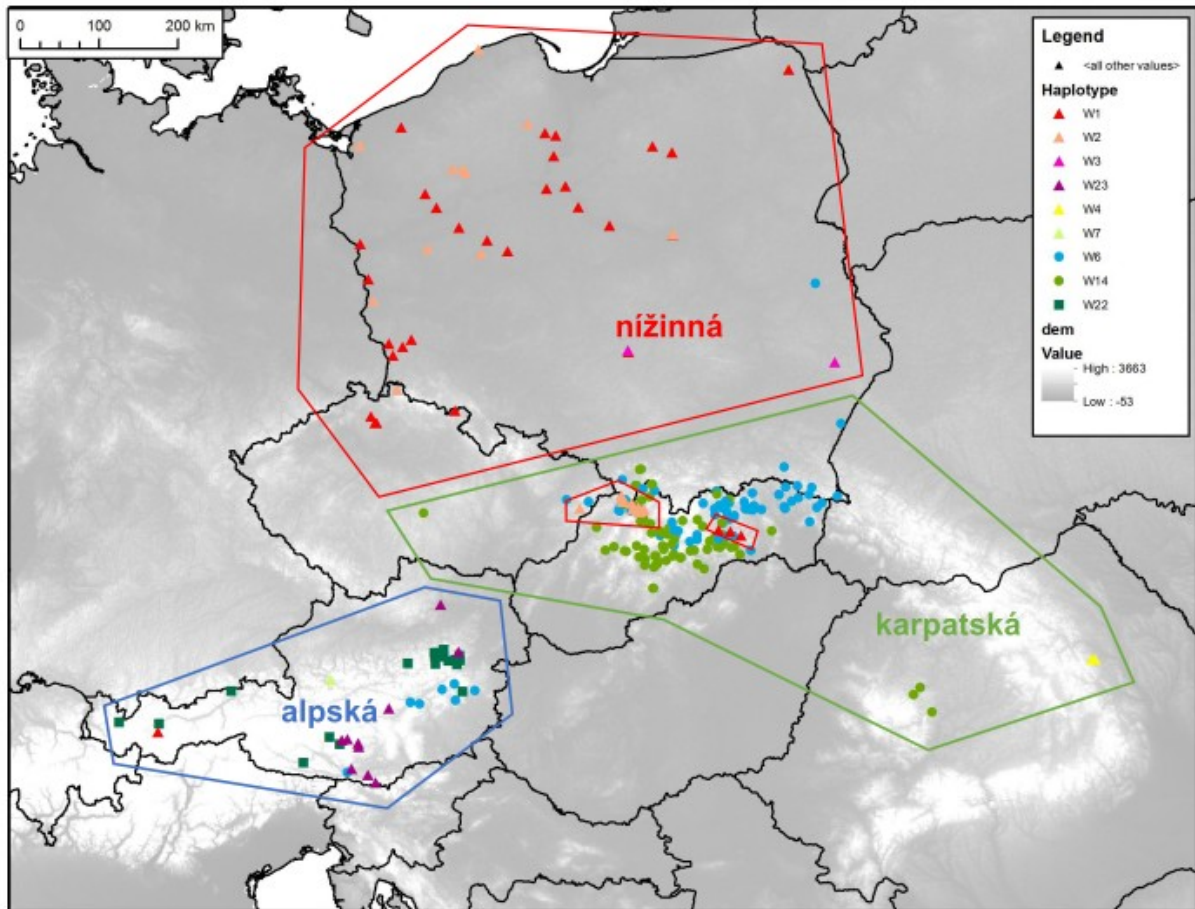 0 100 200 km
Legend
<all other values>
Haplotype
W1
W2
W3
W23
W4
W7
W6
W14
W22
dem
Value
High : 3663
Low : -53
nížinná
karpatská
alpská